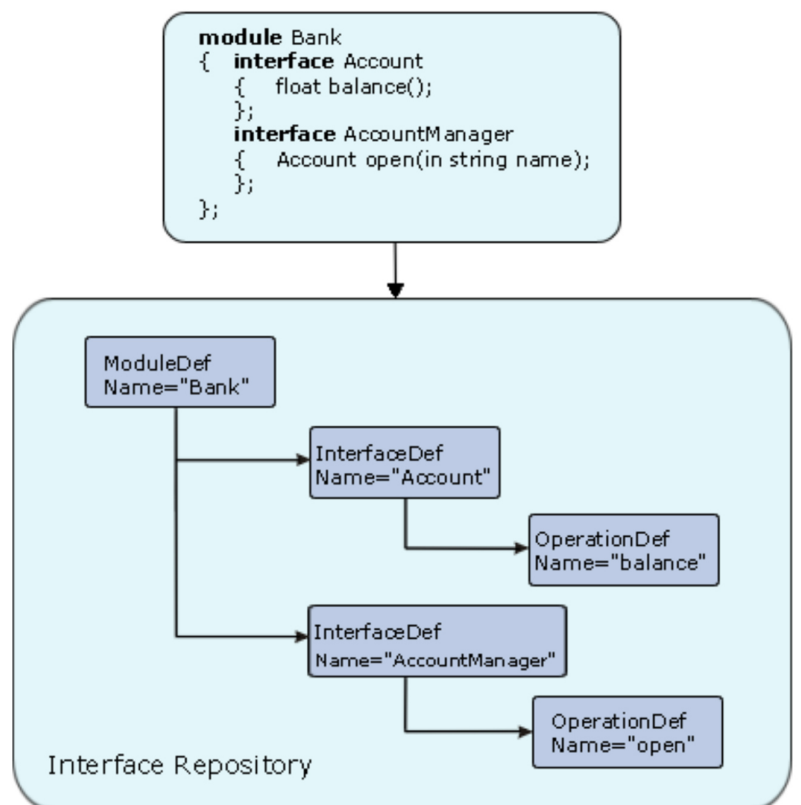 module Bank
{ interface Account
{ float balance();
};
interface AccountManager
{ Account open(in string name);
};
};
ModuleDef
Name="Bank"
InterfaceDef
Name="Account"
OperationDef
Name="balance"
InterfaceDef
Name="AccountManager"
OperationDef
Name="open"
Interface Repository